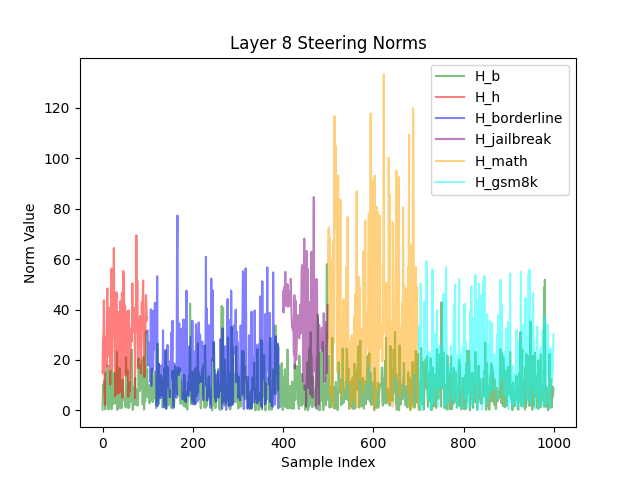 Layer 8 Steering Norms
H_b
H_h
H_borderline
H_jailbreak
H_math
H_gsm8k
Norm Value
120
100
80
60
40
20
0
0 200 400 600 800 1000
Sample Index